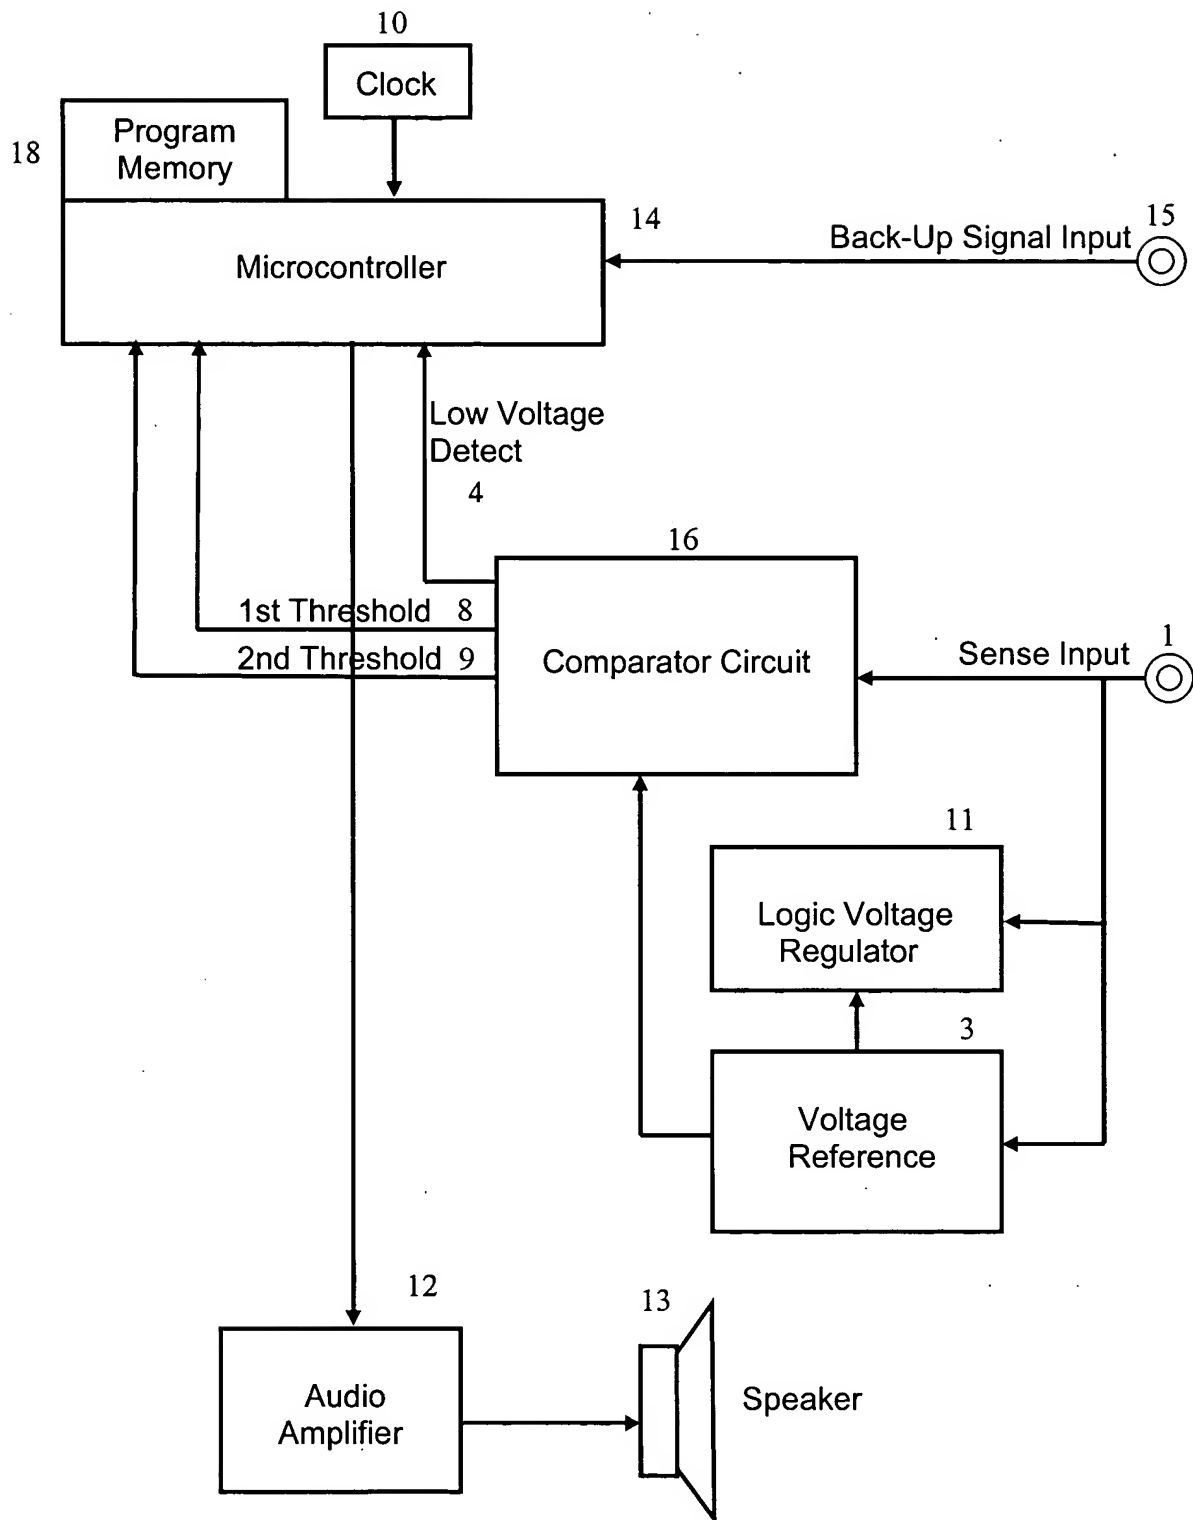 10
Clock
Program
Memory
18
14
15
Back-Up Signal Input
Microcontroller
Low Voltage
Detect
4
16
1st Threshold 8
2nd Threshold 9
Comparator Circuit
1
Sense Input
11
Logic Voltage
Regulator
3
Voltage
Reference
12
13
Audio
Amplifier
Speaker